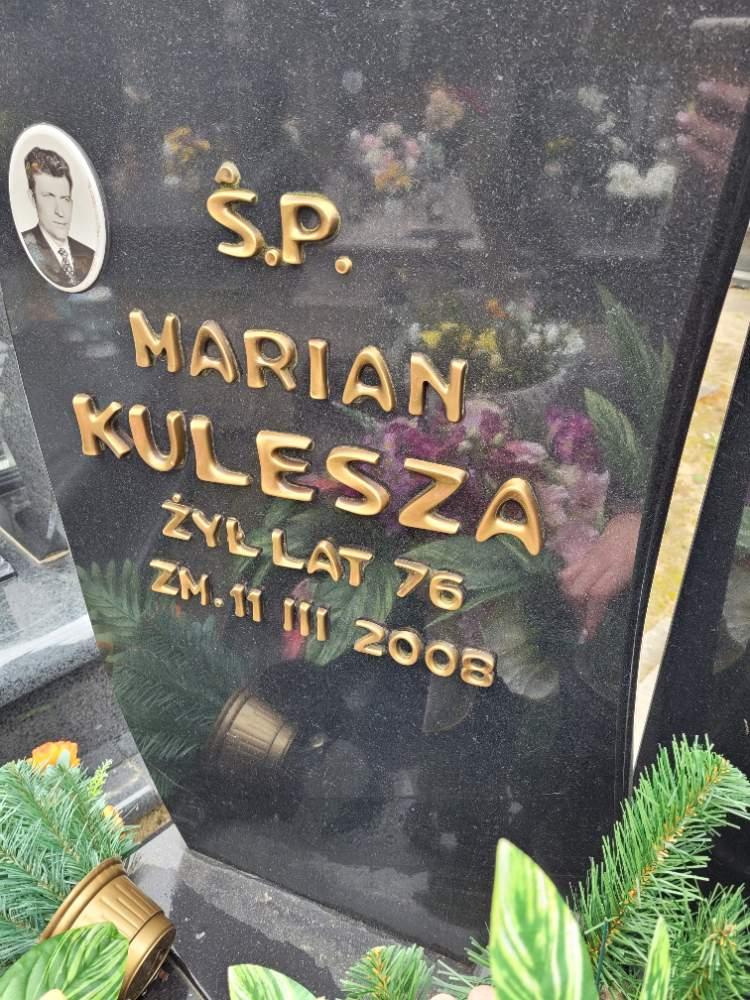 Ś.P.
MARIAN
KULESZA
ŻYŁ LAT 76
ZM. 11 III 2008